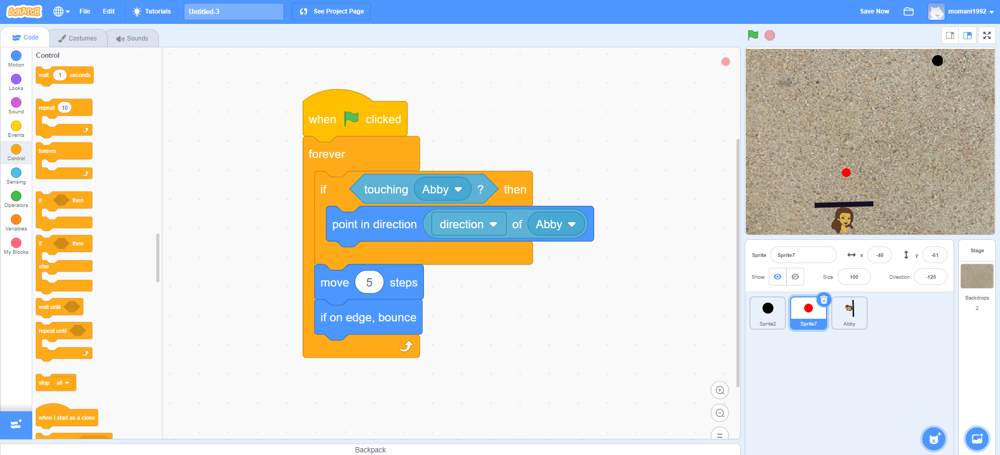 SCRATCH File Edit Tutorials Untitled-3 See Project Page Save Now momani1992
Code Costumes Sounds
Motion
Looks
Sound
Events
Control
Sensing
Operators
Variables
My Blocks
Control
wait 1 seconds
repeat 10
forever
if then
if then
else
wait until
repeat until
stop all
when I start as a clone
when clicked
forever
if touching Abby ? then
point in direction direction of Abby
move 5 steps
if on edge, bounce
Backpack
Sprite Sprite7 x -46 y -61
Show Size 100 Direction -125
Sprite2 Sprite7 Abby
Stage
Backdrops
2